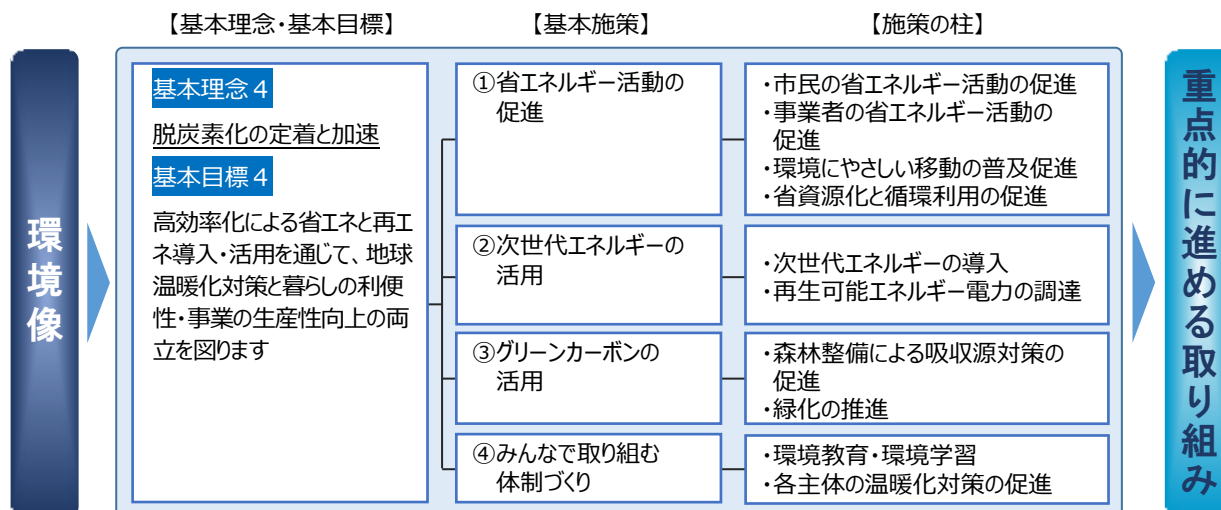 【基本理念・基本目標】
【基本施策】
【施策の柱】
環境像
基本理念4
脱炭素化の定着と加速
基本目標4
高効率化による省エネと再エ
ネ導入・活用を通じて、地球
温暖化対策と暮らしの利便
性・事業の生産性向上の両
立を図ります
①省エネルギー活動の
促進
・市民の省エネルギー活動の促進
・事業者の省エネルギー活動の
促進
・環境にやさしい移動の普及促進
・省資源化と循環利用の促進
②次世代エネルギーの
活用
・次世代エネルギーの導入
・再生可能エネルギー電力の調達
③グリーンカーボンの
活用
・森林整備による吸収源対策の
促進
・緑化の推進
④みんなで取り組む
体制づくり
・環境教育・環境学習
・各主体の温暖化対策の促進
重点的に進める取り組み